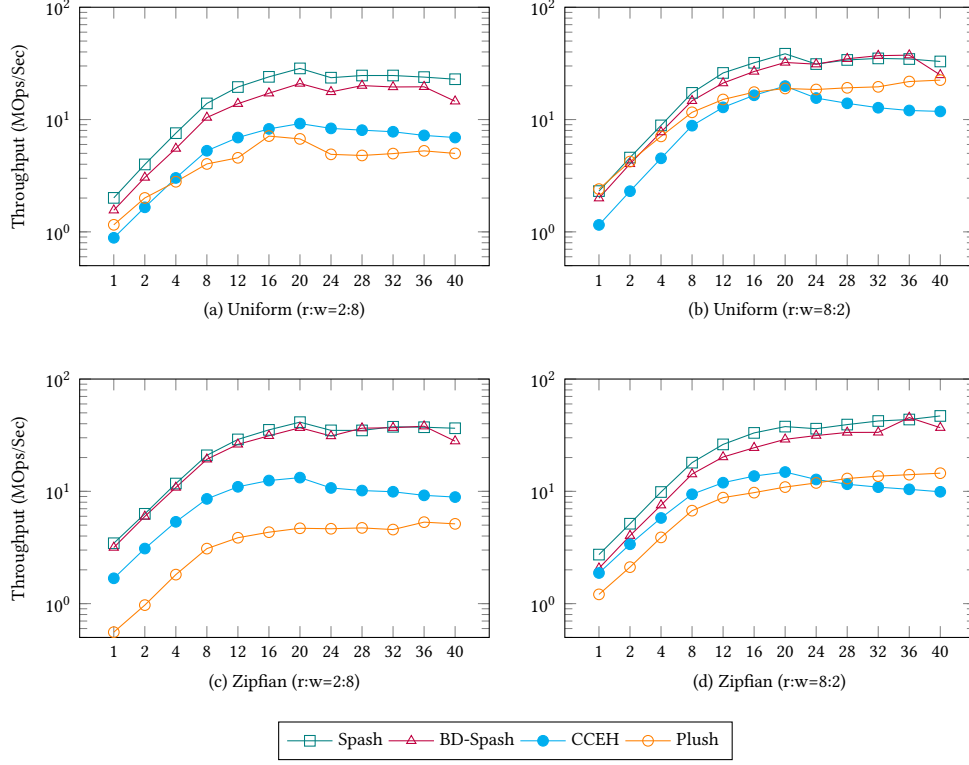 Throughput (MOps/Sec)
10^2
10^1
10^0
1 2 4 8 12 16 20 24 28 32 36 40
(a) Uniform (r:w=2:8)
10^2
10^1
10^0
1 2 4 8 12 16 20 24 28 32 36 40
(b) Uniform (r:w=8:2)
Throughput (MOps/Sec)
10^2
10^1
10^0
1 2 4 8 12 16 20 24 28 32 36 40
(c) Zipfian (r:w=2:8)
10^2
10^1
10^0
1 2 4 8 12 16 20 24 28 32 36 40
(d) Zipfian (r:w=8:2)
Spash BD-Spash CCEH Plush